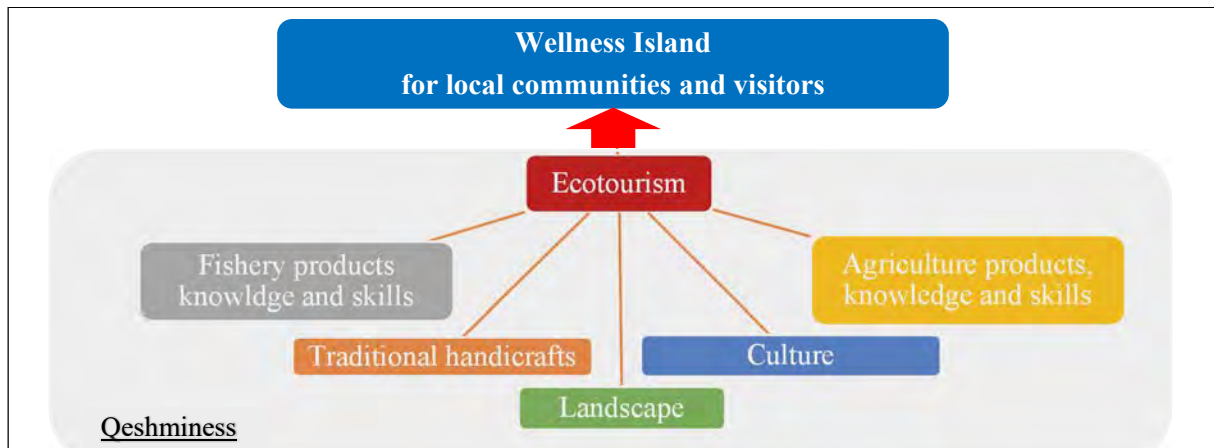 Wellness Island
for local communities and visitors
Ecotourism
Fishery products
knowldge and skills
Agriculture products,
knowledge and skills
Traditional handicrafts
Culture
Landscape
Qeshminess